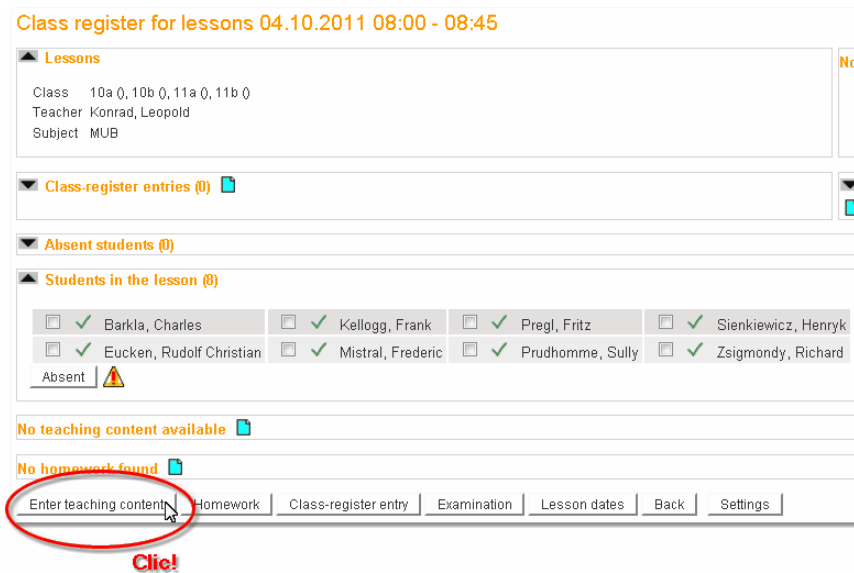 Class register for lessons 04.10.2011 08:00 - 08:45
Lessons
No
Class 10a (), 10b (), 11a (), 11b ()
Teacher Konrad, Leopold
Subject MUB
Class-register entries (0)
Absent students (0)
Students in the lesson (8)
Barkla, Charles Kellogg, Frank Pregl, Fritz Sienkiewicz, Henryk
Eucken, Rudolf Christian Mistral, Frederic Prudhomme, Sully Zsigmondy, Richard
Absent
No teaching content available
No homework found
Enter teaching content Homework Class-register entry Examination Lesson dates Back Settings
Clic!